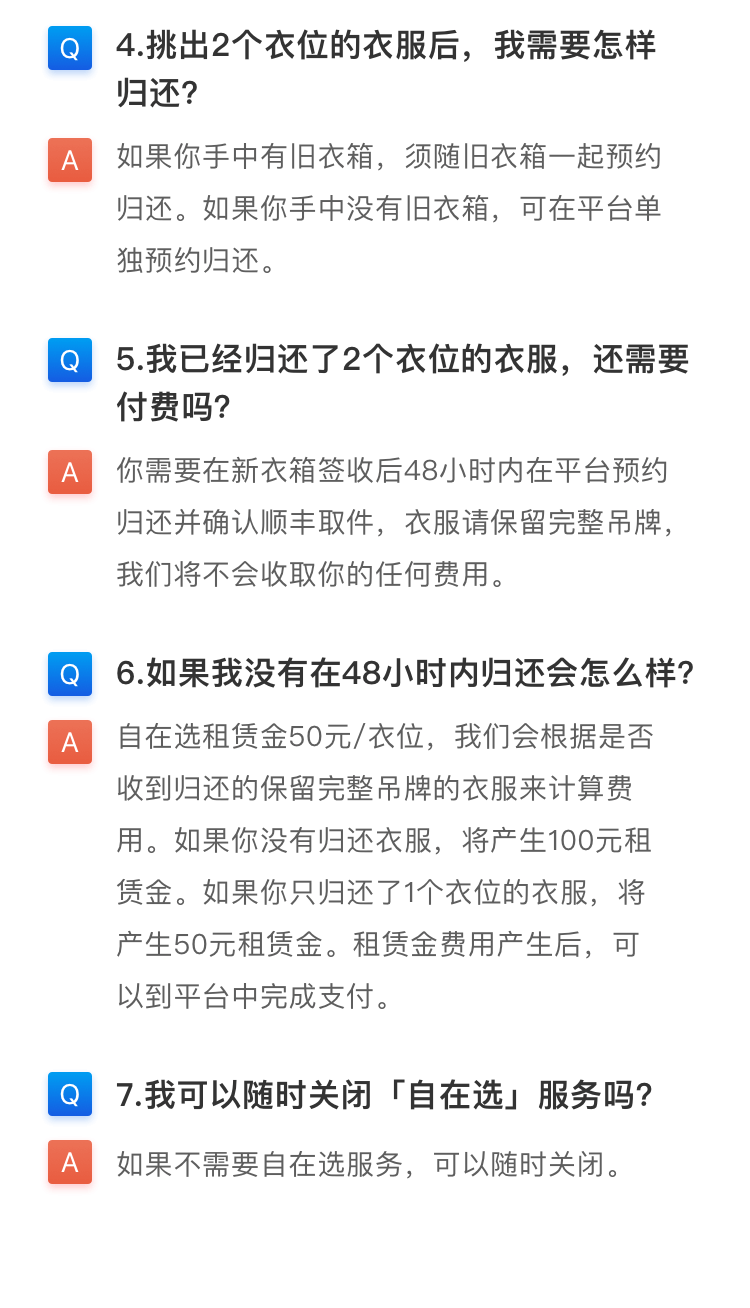 Q 4.挑出2个衣位的衣服后，我需要怎样
归还?
A 如果你手中有旧衣箱，须随旧衣箱一起预约
归还。如果你手中没有旧衣箱，可在平台单
独预约归还。
Q 5.我已经归还了2个衣位的衣服，还需要
付费吗?
A 你需要在新衣箱签收后48小时内在平台预约
归还并确认顺丰取件，衣服请保留完整吊牌，
我们将不会收取你的任何费用。
Q 6.如果我没有在48小时内归还会怎么样?
A 自在选租赁金50元/衣位，我们会根据是否
收到归还的保留完整吊牌的衣服来计算费
用。如果你没有归还衣服，将产生100元租
赁金。如果你只归还了1个衣位的衣服，将
产生50元租赁金。租赁金费用产生后，可
以到平台中完成支付。
Q 7.我可以随时关闭「自在选」服务吗?
A 如果不需要自在选服务，可以随时关闭。